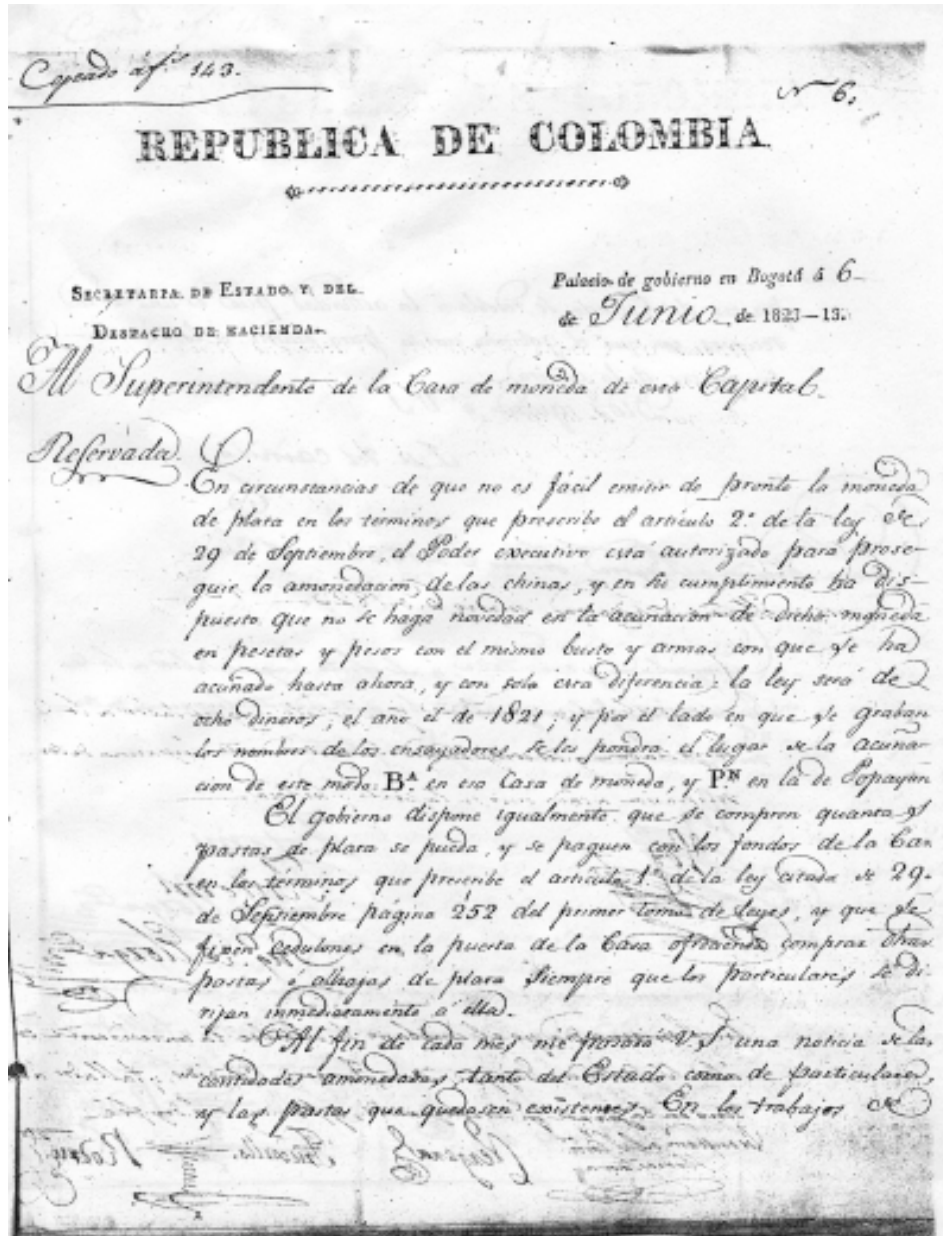 Copeado áfs 143.
Nº 6.
REPUBLICA DE COLOMBIA
SECRETARIA DE ESTADO Y DEL
DESPACHO DE HACIENDA.
Palacio de gobierno en Bogotá á 6
de Junio de 1823–13.
Al Superintendente de la Casa de moneda de esta Capital.
Reservada.
En circunstancias de que no es facil emitir de pronto la moneda
de plata en los términos que prescribe el artículo 2.º de la ley de
29 de Septiembre, el Poder executivo está autorizado para prose-
guir la amonedacion de las chinas, y en su cumplimiento ha dis-
puesto que no se haga novedad en la acuñacion de dicha moneda
en pesetas y pesos con el mismo busto y armas con que se ha
acuñado hasta ahora, y con sola esta diferencia: la ley será de
ocho dineros; el año el de 1821; y por el lado en que se graban
los nombres de los ensayadores, se les pondrá el lugar de la acuña-
cion de este modo Bᴬ. en esa Casa de moneda, y Pᴺ en la de Popayan
El gobierno dispone igualmente que se compren quantas
pastas de plata se pueda, y se paguen con los fondos de la Casa
en los términos que prescribe el artículo 1º de la ley citada de 29
de Septiembre página 252 del primer tomo de leyes, y que se
fixen cedulones en la puerta de la Casa ofreciendo comprar otras
pastas ó alhajas de plata siempre que los particulares se di-
rijan inmediatamente á ella.
Al fin de cada mes me pasará V.S. una noticia de las
cantidades amonedadas, tanto del Estado como de particulares,
y las pastas que quedasen existentes. En los trabajos de